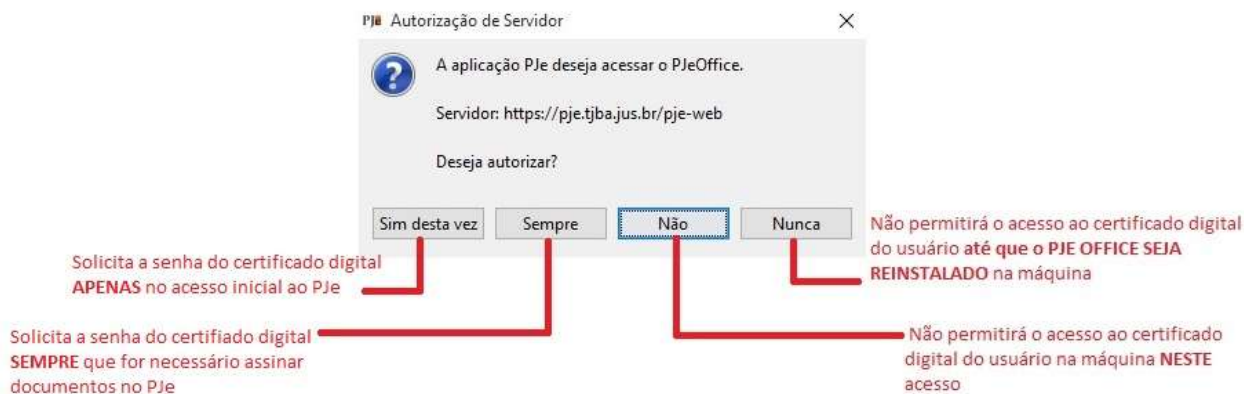 PJe Autorização de Servidor
A aplicação PJe deseja acessar o PJeOffice.
Servidor: https://pje.tjba.jus.br/pje-web
Deseja autorizar?
Sim desta vez
Sempre
Não
Nunca
Solicita a senha do certificado digital
APENAS no acesso inicial ao PJe
Não permitirá o acesso ao certificado digital
do usuário até que o PJE OFFICE SEJA
REINSTALADO na máquina
Solicita a senha do certifiado digital
SEMPRE que for necessário assinar
documentos no PJe
Não permitirá o acesso ao certificado
digital do usuário na máquina NESTE
acesso